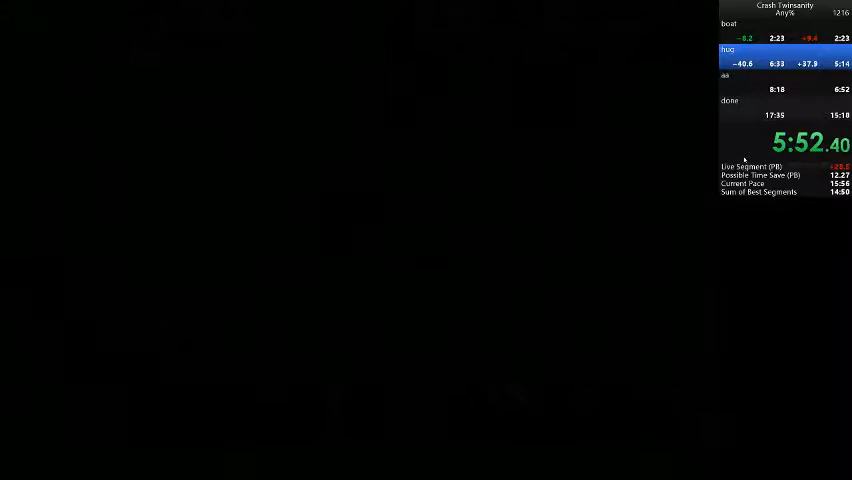 Crash Twinsanity
Any% 1216
boat
-8.2 2:23 +9.4 2:23
hug
-40.6 6:33 +37.9 5:14
aa
8:18 6:52
done
17:35 15:18
5:52.40
Live Segment (PB) +28.5
Possible Time Save (PB) 12.27
Current Pace 15:56
Sum of Best Segments 14:50